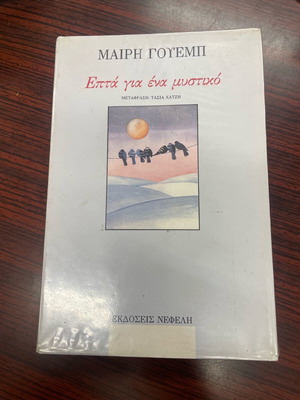 ΜΑΙΡΗ ΓΟΥΕΜΠ
Επτά για ένα μυστικό
ΜΕΤΑΦΡΑΣΗ: ΤΑΣΙΑ ΧΑΤΖΗ
ΕΚΔΟΣΕΙΣ ΝΕΦΕΛΗ